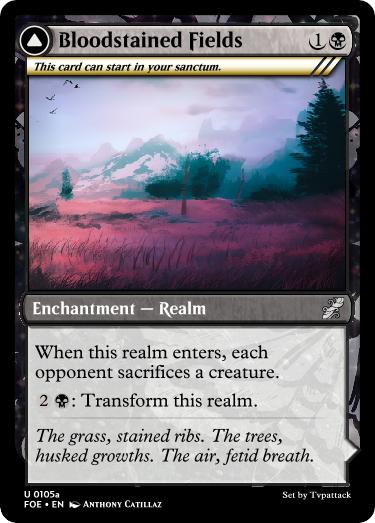 Bloodstained Fields 1
This card can start in your sanctum.
Enchantment — Realm
When this realm enters, each
opponent sacrifices a creature.
2 : Transform this realm.
The grass, stained ribs. The trees,
husked growths. The air, fetid breath.
U 0105a
FOE • EN Anthony Catillaz
Set by Tvpattack